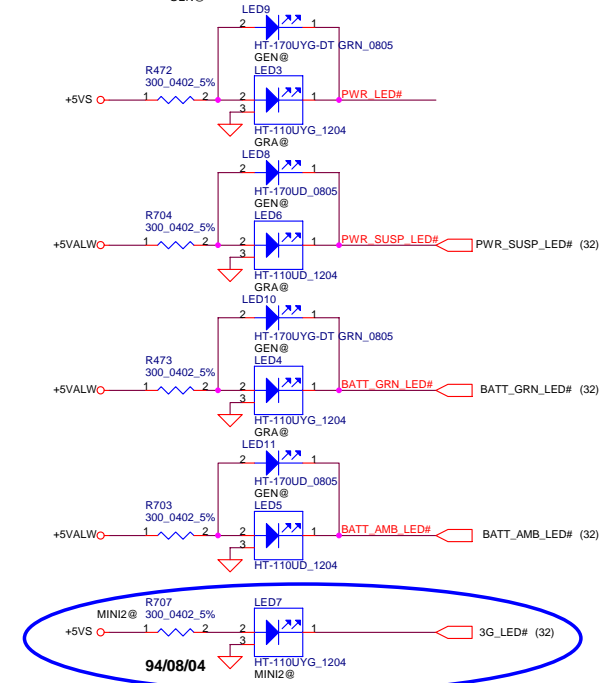 GEN@
LED9
2 1
HT-170UYG-DT GRN_0805
GEN@
LED3
R472
300_0402_5%
+5VS 1 2 2 1 PWR_LED#
3
HT-110UYG_1204
GRA@
LED8
2 1
HT-170UD_0805
GEN@
LED6
R704
300_0402_5%
+5VALW 1 2 2 1 PWR_SUSP_LED# PWR_SUSP_LED# (32)
3
HT-110UD_1204
GRA@
LED10
2 1
HT-170UYG-DT GRN_0805
GEN@
LED4
R473
300_0402_5%
+5VALW 1 2 2 1 BATT_GRN_LED# BATT_GRN_LED# (32)
3
HT-110UYG_1204
GRA@
LED11
2 1
HT-170UD_0805
GEN@
LED5
R703
300_0402_5%
+5VALW 1 2 2 1 BATT_AMB_LED# BATT_AMB_LED# (32)
3
HT-110UD_1204
R707 LED7
MINI2@ 300_0402_5%
+5VS 1 2 2 1 3G_LED# (32)
3
94/08/04 HT-110UYG_1204
MINI2@